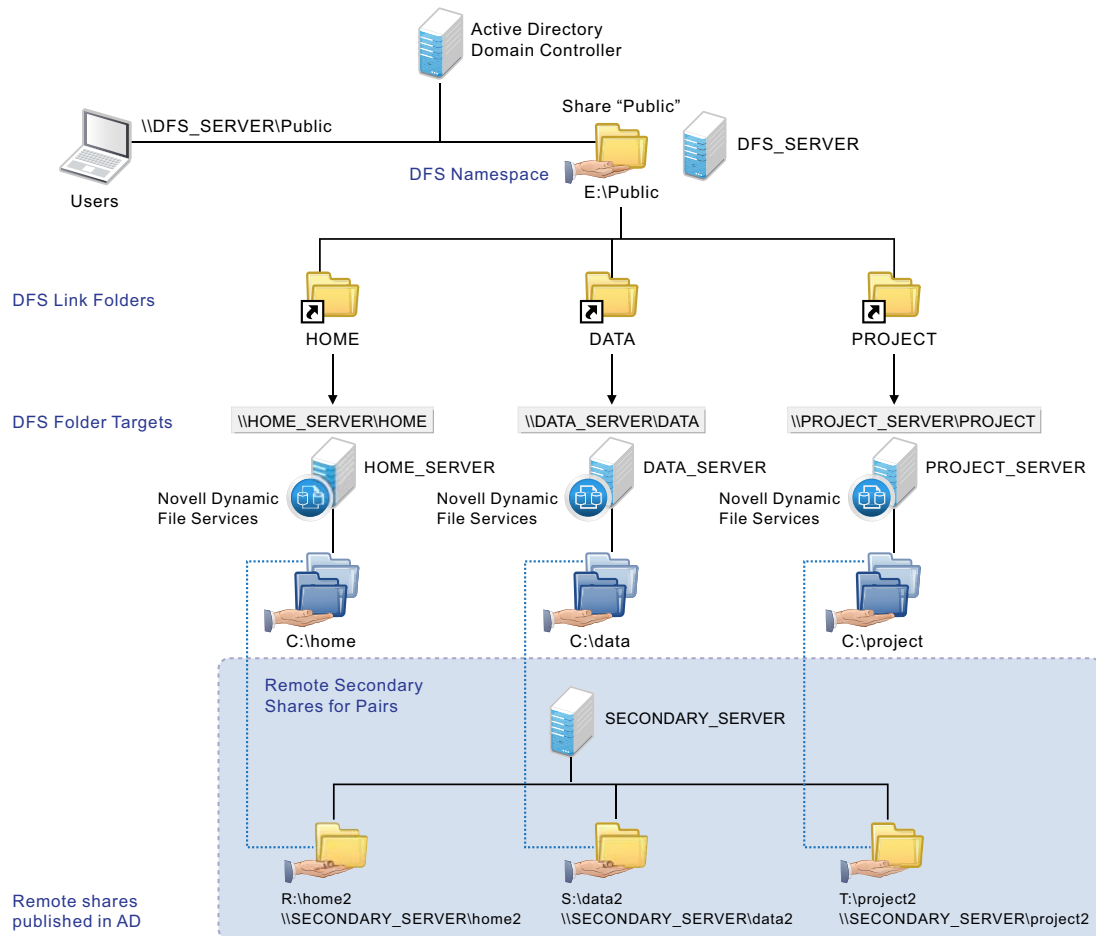 Active Directory
Domain Controller
Share “Public”
\\DFS_SERVER\Public
DFS_SERVER
DFS Namespace
Users
E:\Public
DFS Link Folders
HOME
DATA
PROJECT
DFS Folder Targets
\\HOME_SERVER\HOME
\\DATA_SERVER\DATA
\\PROJECT_SERVER\PROJECT
HOME_SERVER
DATA_SERVER
PROJECT_SERVER
Novell Dynamic
File Services
Novell Dynamic
File Services
Novell Dynamic
File Services
C:\home
C:\data
C:\project
Remote Secondary
Shares for Pairs
SECONDARY_SERVER
Remote shares
published in AD
R:\home2
\\SECONDARY_SERVER\home2
S:\data2
\\SECONDARY_SERVER\data2
T:\project2
\\SECONDARY_SERVER\project2